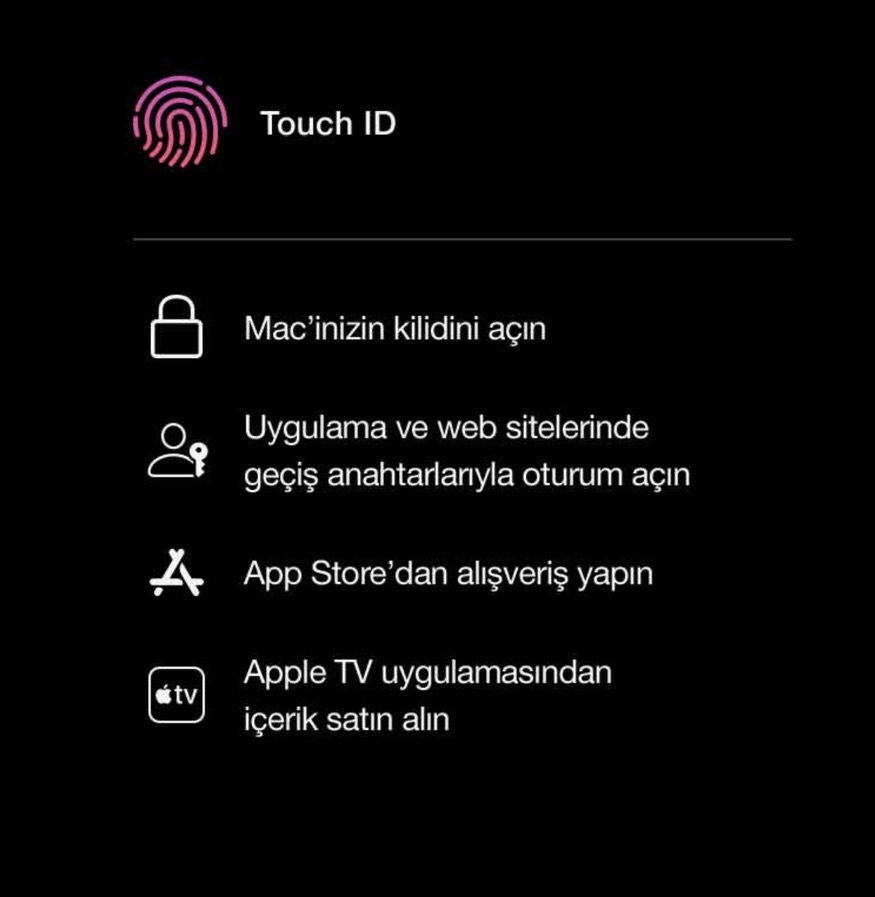 Touch ID
Mac’inizin kilidini açın
Uygulama ve web sitelerinde
geçiş anahtarlarıyla oturum açın
App Store’dan alışveriş yapın
Apple TV uygulamasından
tv
içerik satın alın